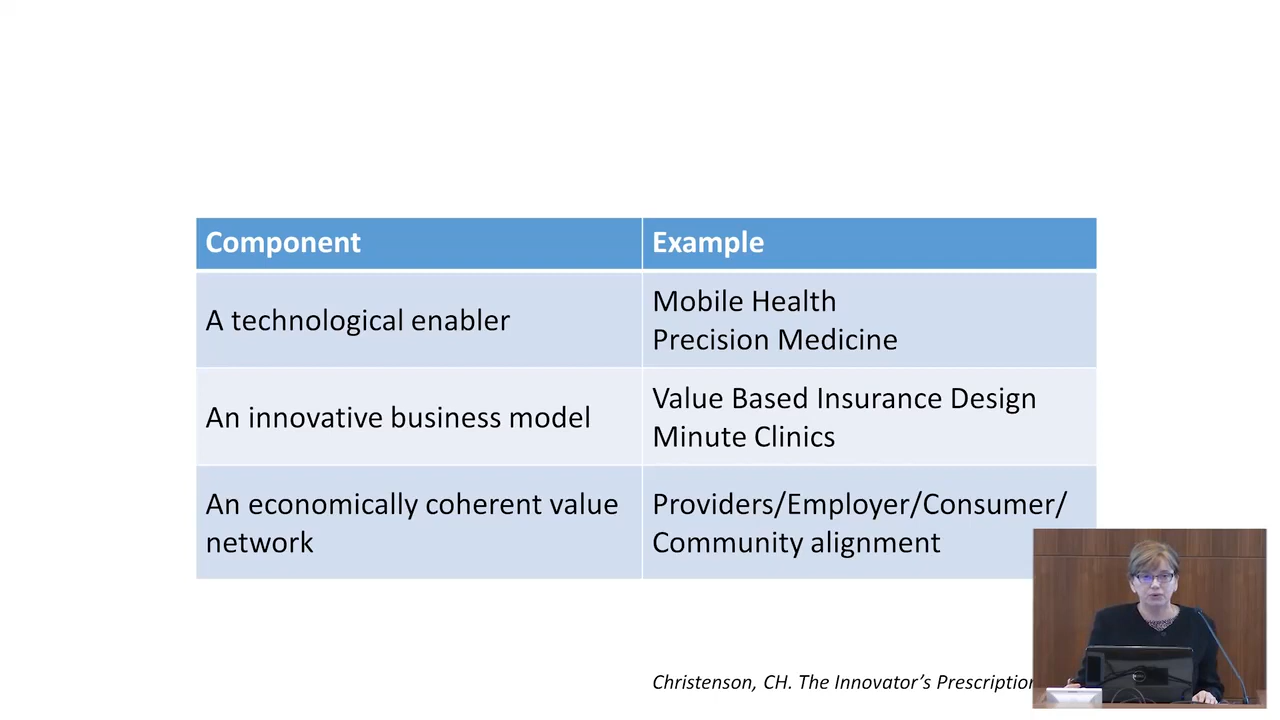 Component
Example
A technological enabler
Mobile Health
Precision Medicine
An innovative business model
Value Based Insurance Design
Minute Clinics
An economically coherent value
network
Providers/Employer/Consumer/
Community alignment
Christenson, CH. The Innovator’s Prescription